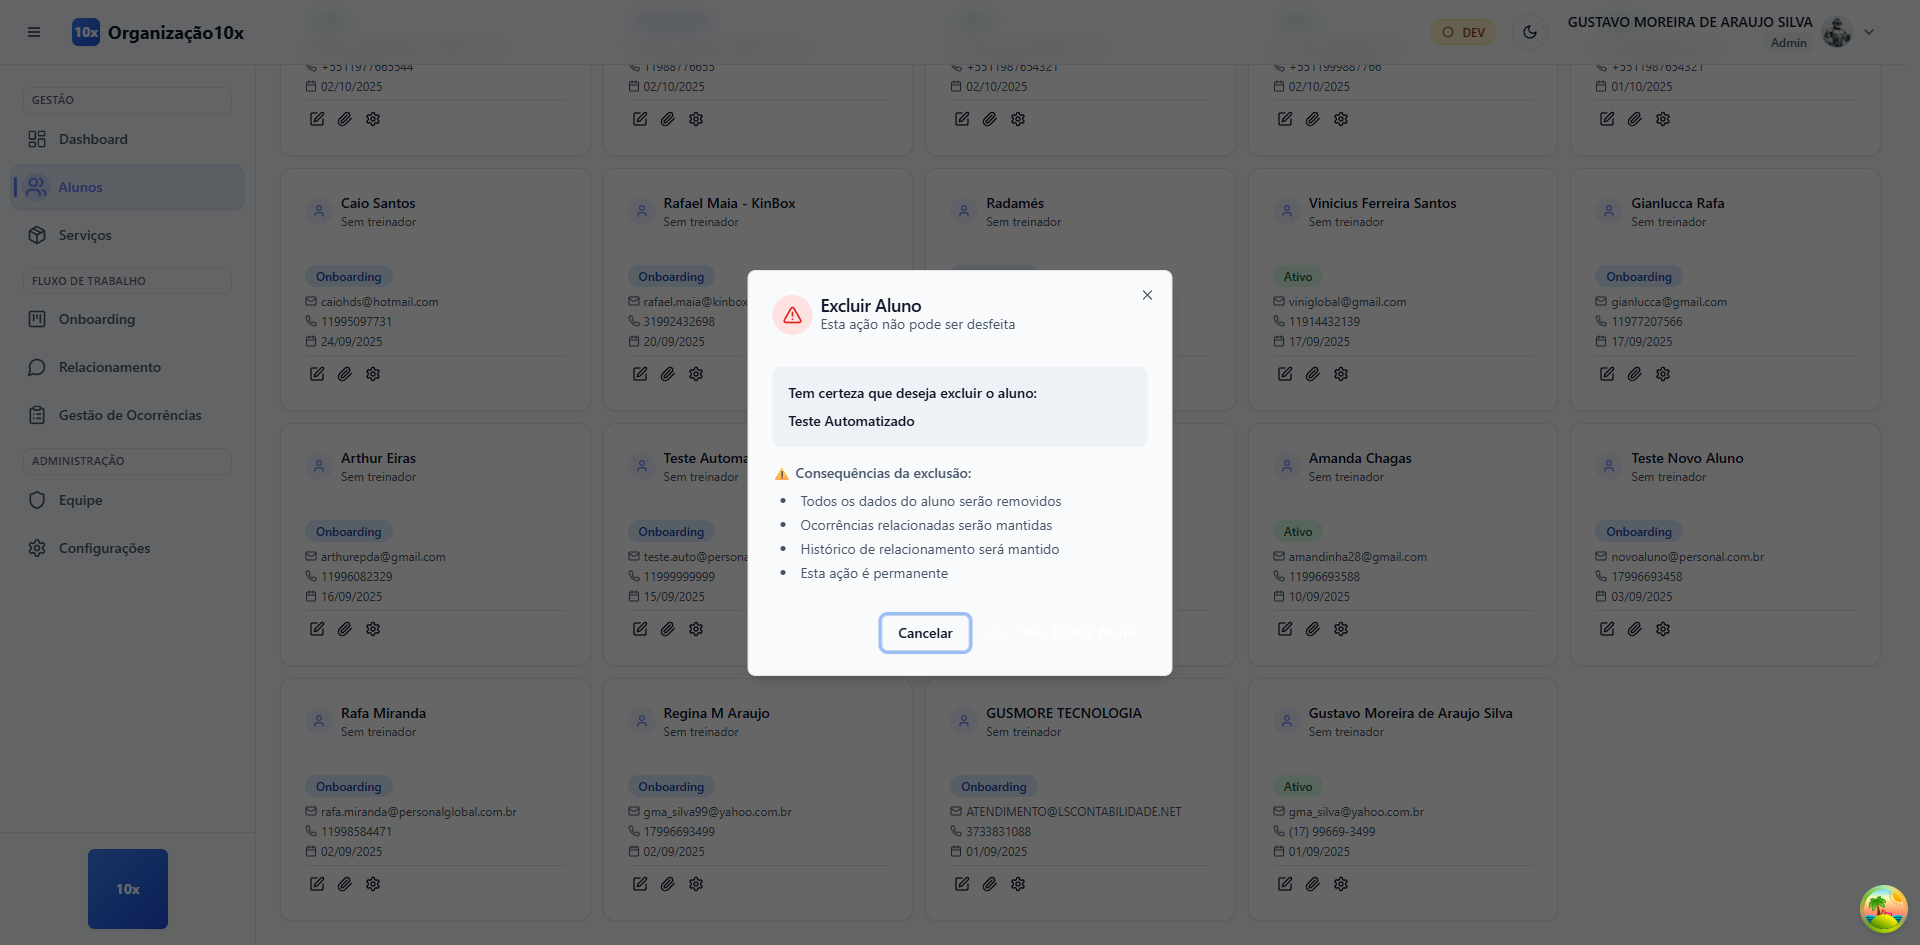 10x Organização10x
DEV
GUSTAVO MOREIRA DE ARAUJO SILVA
Admin
GESTÃO
Dashboard
Alunos
Serviços
FLUXO DE TRABALHO
Onboarding
Relacionamento
Gestão de Ocorrências
ADMINISTRAÇÃO
Equipe
Configurações
10x
+5511977665544
02/10/2025
11988776655
02/10/2025
+5511987654321
02/10/2025
+5511999887766
02/10/2025
+5511987654321
01/10/2025
Caio Santos
Sem treinador
Onboarding
caiohds@hotmail.com
11995097731
24/09/2025
Rafael Maia - KinBox
Sem treinador
Onboarding
rafael.maia@kinbox
31992432698
20/09/2025
Radamés
Sem treinador
Vinicius Ferreira Santos
Sem treinador
Ativo
viniglobal@gmail.com
11914432139
17/09/2025
Gianlucca Rafa
Sem treinador
Onboarding
gianlucca@gmail.com
11977207566
17/09/2025
Arthur Eiras
Sem treinador
Onboarding
arthurepda@gmail.com
11996082329
16/09/2025
Teste Automa
Sem treinador
Onboarding
teste.auto@persona
11999999999
15/09/2025
Amanda Chagas
Sem treinador
Ativo
amandinha28@gmail.com
11996693588
10/09/2025
Teste Novo Aluno
Sem treinador
Onboarding
novoaluno@personal.com.br
17996693458
03/09/2025
Rafa Miranda
Sem treinador
Onboarding
rafa.miranda@personalglobal.com.br
11998584471
02/09/2025
Regina M Araujo
Sem treinador
Onboarding
gma_silva99@yahoo.com.br
17996693499
02/09/2025
GUSMORE TECNOLOGIA
Sem treinador
Onboarding
ATENDIMENTO@LSCONTABILIDADE.NET
3733831088
01/09/2025
Gustavo Moreira de Araujo Silva
Sem treinador
Ativo
gma_silva@yahoo.com.br
(17) 99669-3499
01/09/2025
Excluir Aluno
Esta ação não pode ser desfeita
Tem certeza que deseja excluir o aluno:
Teste Automatizado
Consequências da exclusão:
Todos os dados do aluno serão removidos
Ocorrências relacionadas serão mantidas
Histórico de relacionamento será mantido
Esta ação é permanente
Cancelar
Sim, Excluir Aluno